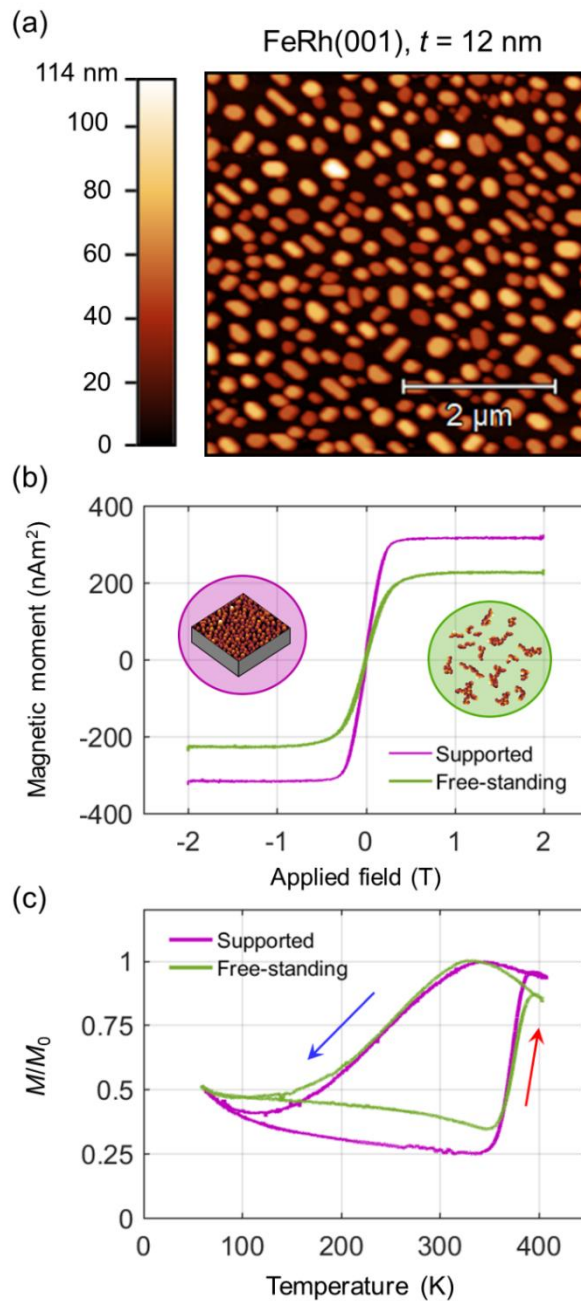 (a)
FeRh(001), t = 12 nm
114 nm
100
80
60
40
20
0
2 µm
(b)
400
200
0
-200
-400
Magnetic moment (nAm²)
Supported
Free-standing
-2
-1
0
1
2
Applied field (T)
(c)
Supported
Free-standing
1
0.75
0.5
0.25
0
M/M₀
0
100
200
300
400
Temperature (K)